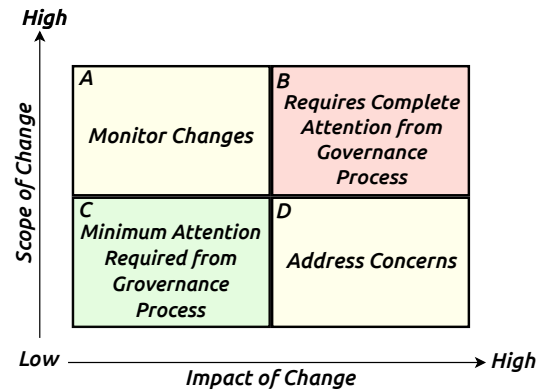 High
Scope of Change
A
Monitor Changes
B
Requires Complete
Attention from
Governance
Process
C
Minimum Attention
Required from
Grovernance
Process
D
Address Concerns
Low
High
Impact of Change